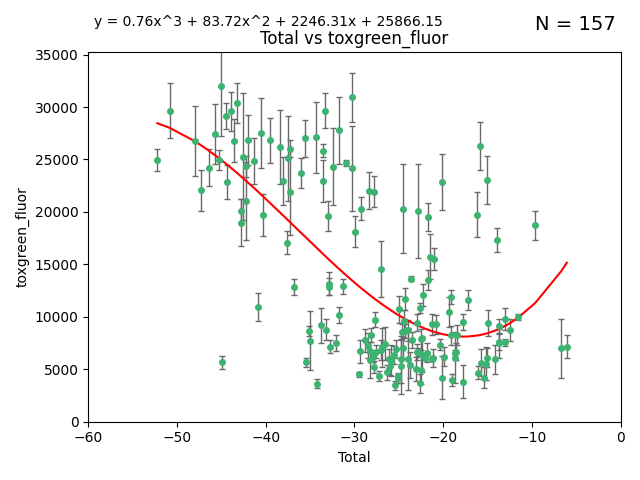 y = 0.76x^3 + 83.72x^2 + 2246.31x + 25866.15
N = 157
Total vs toxgreen_fluor
35000
30000
25000
20000
15000
10000
5000
0
toxgreen_fluor
−60 −50 −40 −30 −20 −10 0
Total